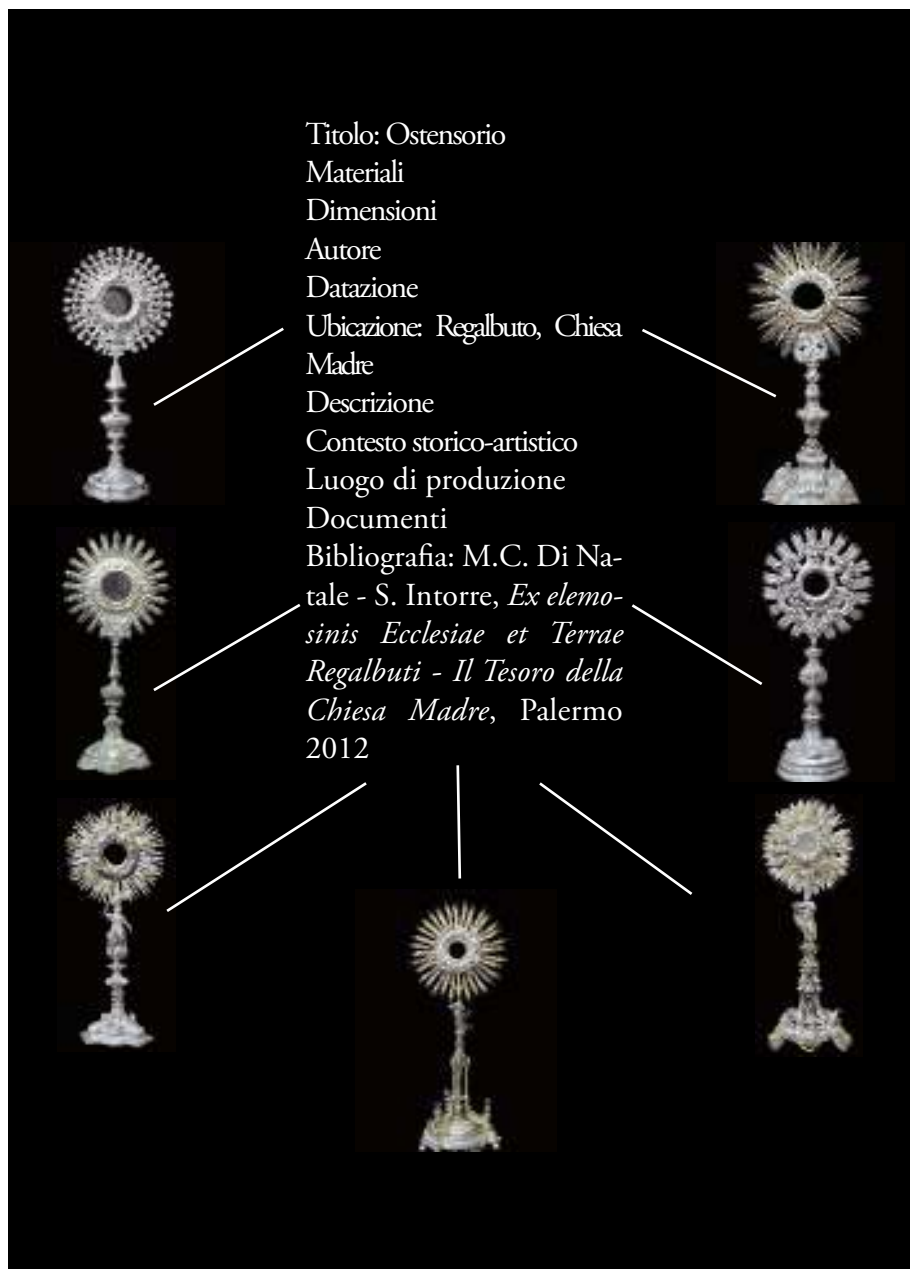 Titolo: Ostensorio
Materiali
Dimensioni
Autore
Datazione
Ubicazione: Regalbuto, Chiesa
Madre
Descrizione
Contesto storico-artistico
Luogo di produzione
Documenti
Bibliografia: M.C. Di Na-
tale - S. Intorre, Ex elemo-
sinis Ecclesiae et Terrae
Regalbuti - Il Tesoro della
Chiesa Madre, Palermo
2012